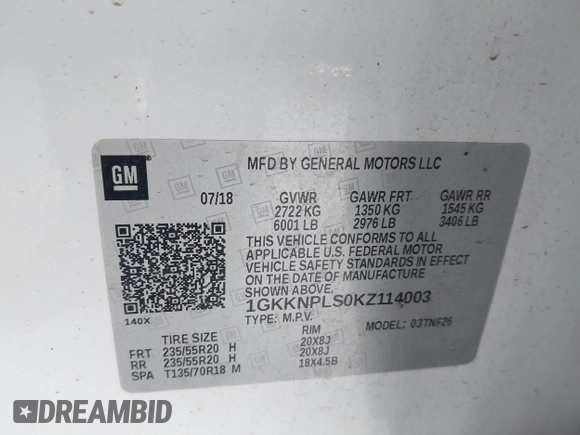 GM
MFD BY GENERAL MOTORS LLC
07/18 GVWR GAWR FRT GAWR RR
2722 KG 1350 KG 1545 KG
6001 LB 2976 LB 3406 LB
THIS VEHICLE CONFORMS TO ALL
APPLICABLE U.S. FEDERAL MOTOR
VEHICLE SAFETY STANDARDS IN EFFECT
ON THE DATE OF MANUFACTURE
SHOWN ABOVE.
1GKKNPLS0KZ114003
140X
TYPE: M.P.V. MODEL: 03TNF26
TIRE SIZE RIM
FRT 235/55R20 H 20X8J
RR 235/55R20 H 20X8J
SPA T135/70R18 M 18X4.5B
DREAMBID DREAMBID